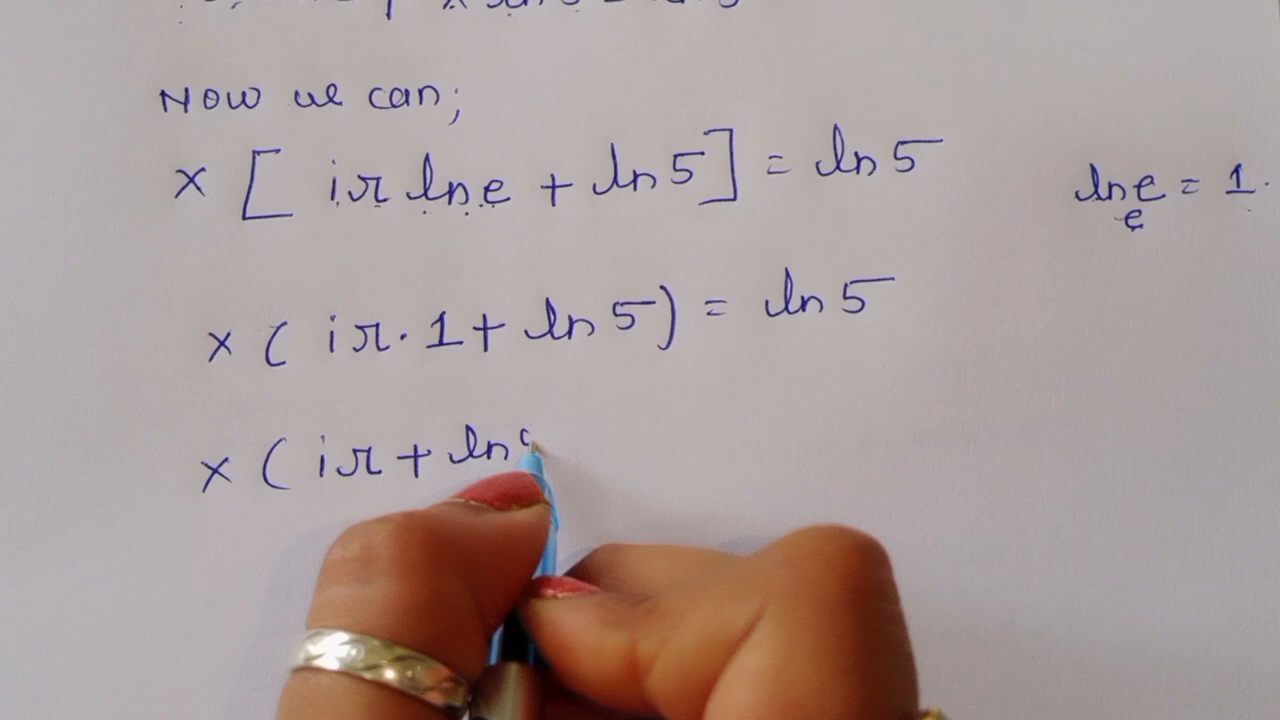 Now we can;
x [ iπ ln e + ln 5 ] = ln 5
ln e = 1.
e
x ( iπ . 1 + ln 5 ) = ln 5
x ( iπ + ln